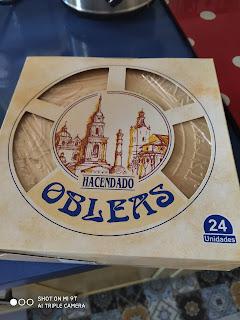 HACENDADO
OBLEAS
24
Unidades
SHOT ON MI 9T
AI TRIPLE CAMERA